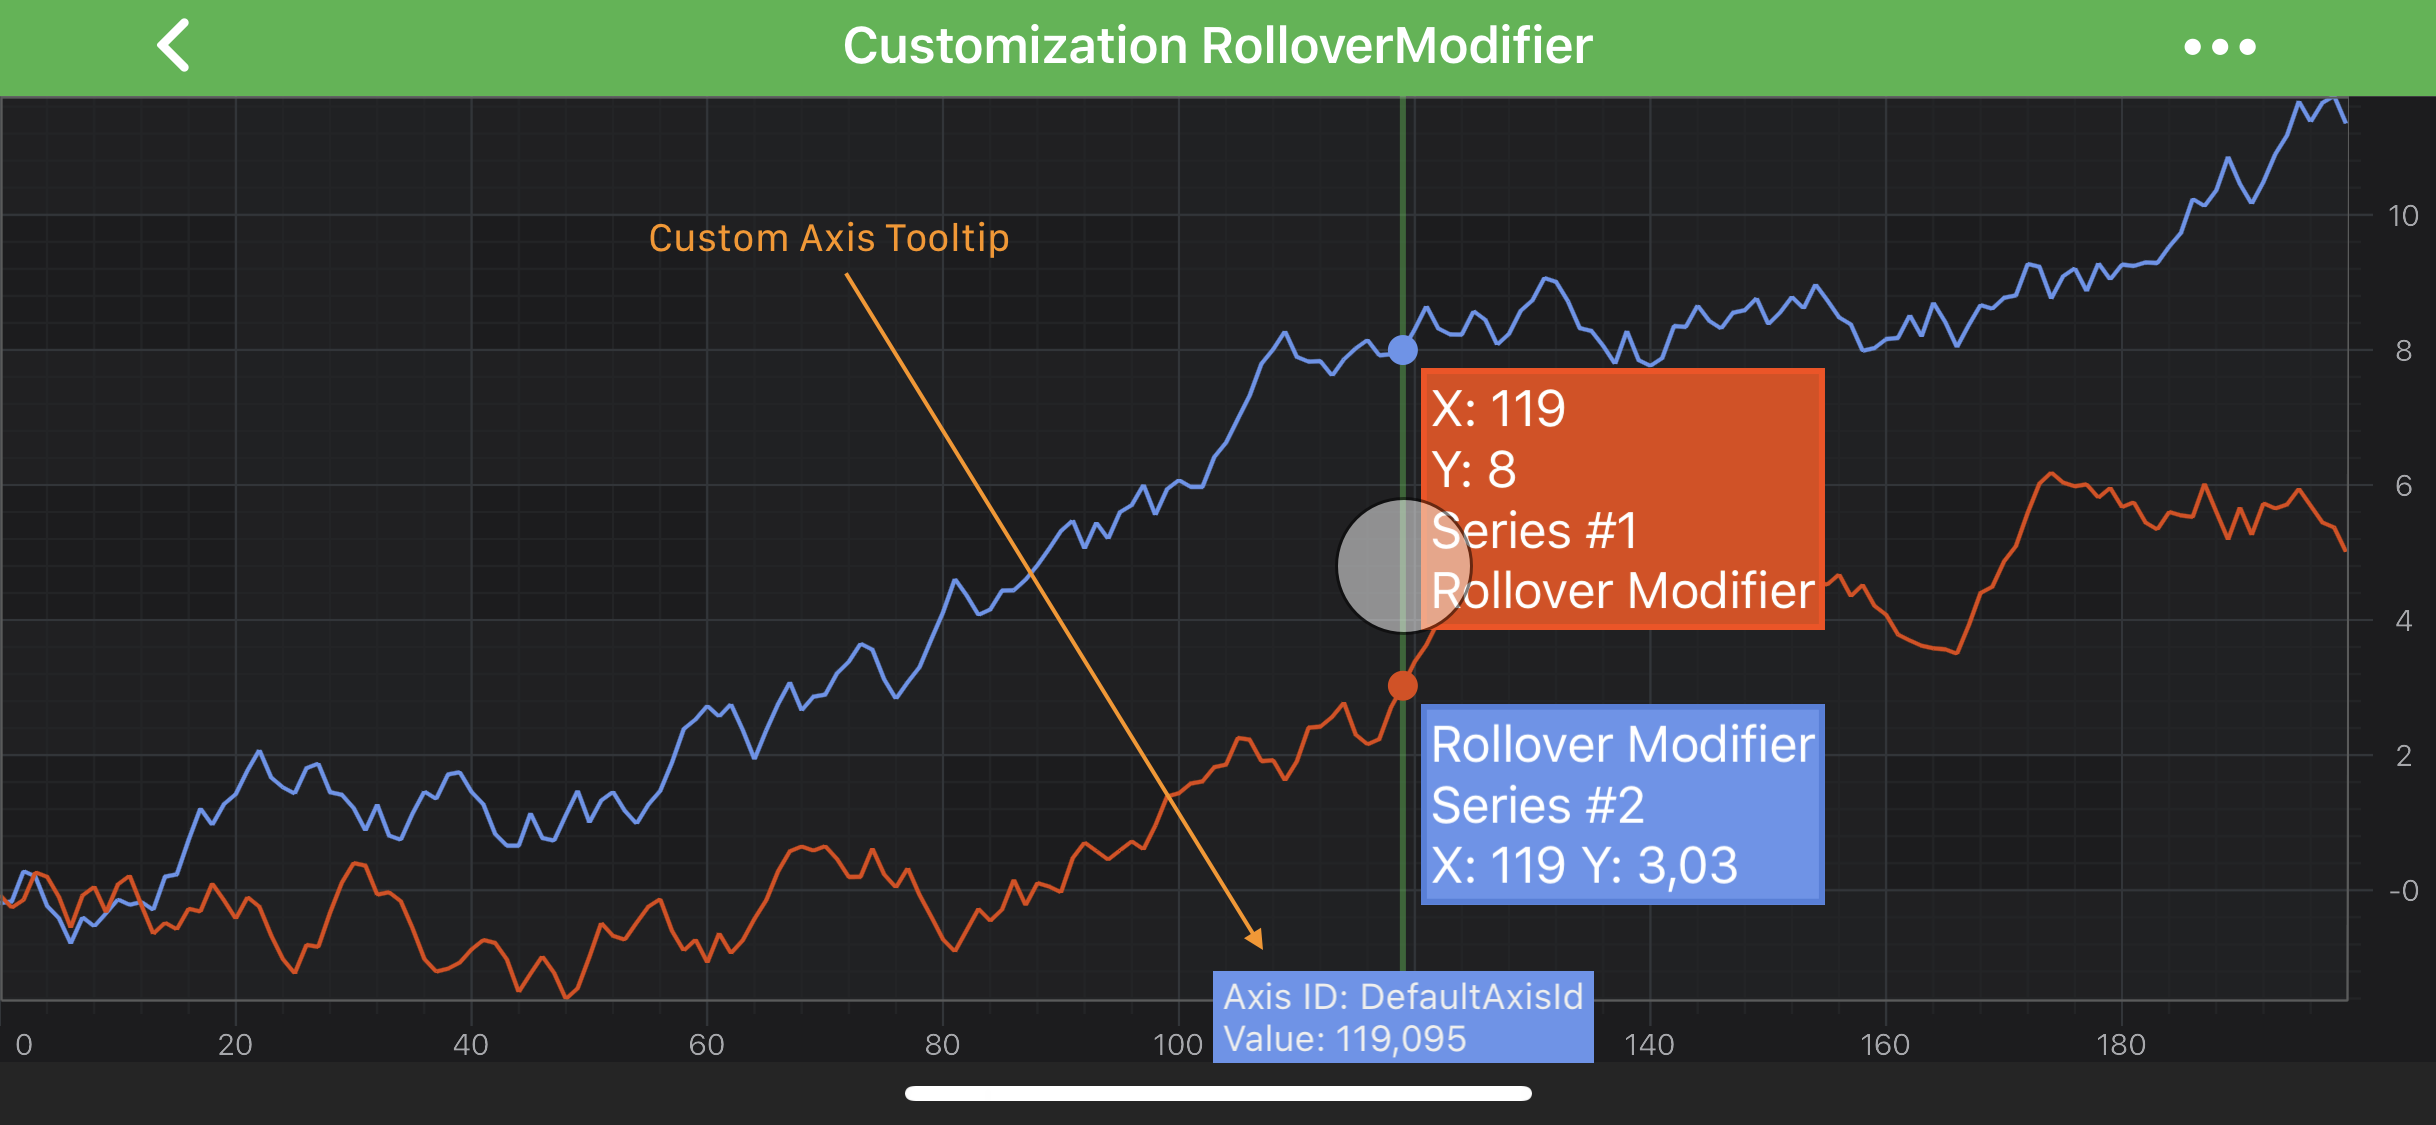 Customization RolloverModifier
Custom Axis Tooltip
X: 119
Y: 8
Series #1
Rollover Modifier
Rollover Modifier
Series #2
X: 119 Y: 3,03
Axis ID: DefaultAxisId
Value: 119,095
10
8
6
4
2
-0
0
20
40
60
80
100
140
160
180